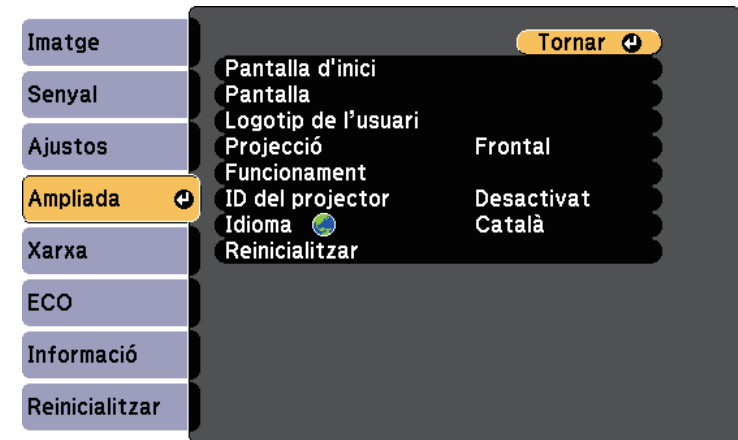 Imatge
Senyal
Ajustos
Ampliada
Xarxa
ECO
Informació
Reinicialitzar
Tornar
Pantalla d'inici
Pantalla
Logotip de l’usuari
Projecció Frontal
Funcionament
ID del projector Desactivat
Idioma Català
Reinicialitzar